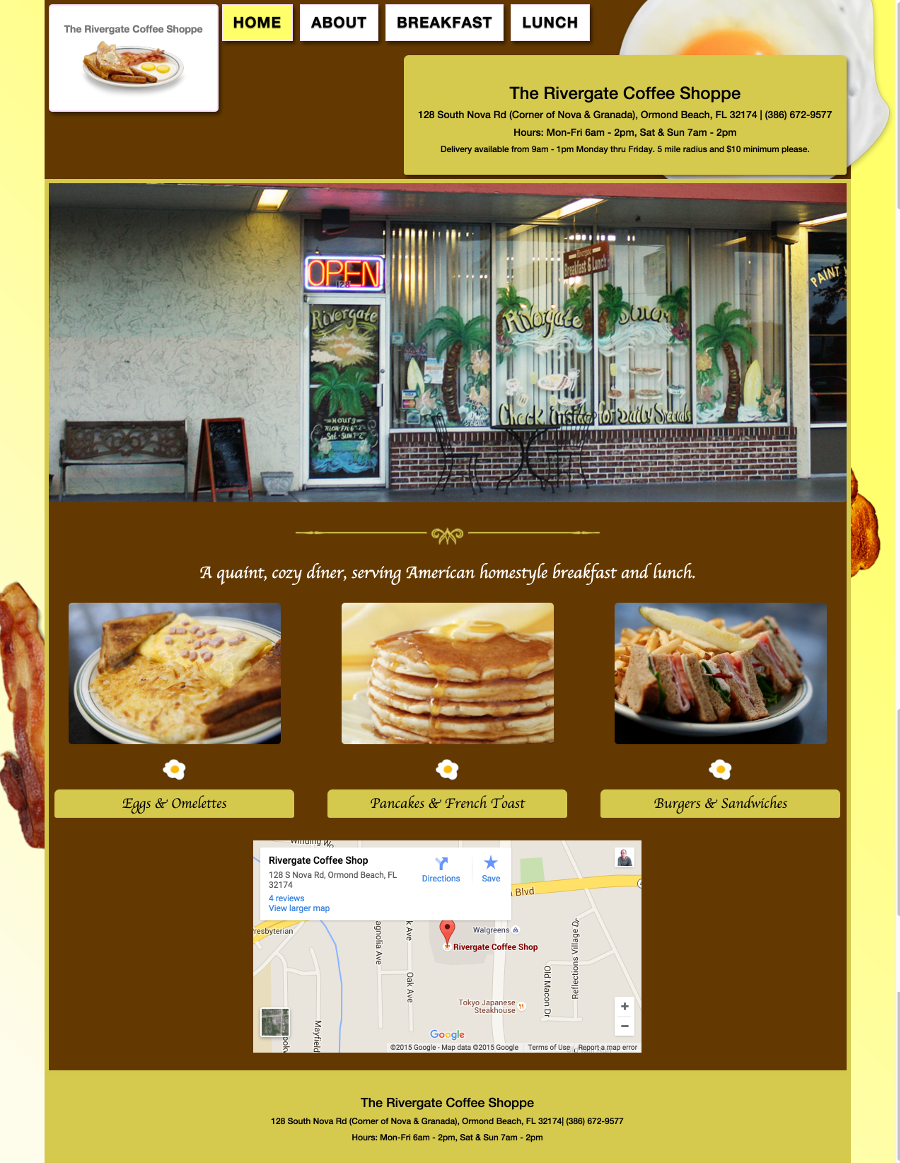 The Rivergate Coffee Shoppe
HOME
ABOUT
BREAKFAST
LUNCH
The Rivergate Coffee Shoppe
128 South Nova Rd (Corner of Nova & Granada), Ormond Beach, FL 32174 | (386) 672-9577
Hours: Mon-Fri 6am - 2pm, Sat & Sun 7am - 2pm
Delivery available from 9am - 1pm Monday thru Friday. 5 mile radius and $10 minimum please.
OPEN
128
Rivergate
HOURS
Breakfast & Lunch
Rivergate Diner
Check Inside for Daily Specials
PAINT
A quaint, cozy diner, serving American homestyle breakfast and lunch.
Eggs & Omelettes
Pancakes & French Toast
Burgers & Sandwiches
Rivergate Coffee Shop
128 S Nova Rd, Ormond Beach, FL
32174
4 reviews
View larger map
Directions
Save
Blvd
Walgreens
Rivergate Coffee Shop
resbyterian
agnolia Ave
k Ave
Oak Ave
Old Macon Dr
Reflections Village Dr
Tokyo Japanese
Steakhouse
Mayfield
Google
©2015 Google - Map data ©2015 Google
Terms of Use
Report a map error
The Rivergate Coffee Shoppe
128 South Nova Rd (Corner of Nova & Granada), Ormond Beach, FL 32174| (386) 672-9577
Hours: Mon-Fri 6am - 2pm, Sat & Sun 7am - 2pm